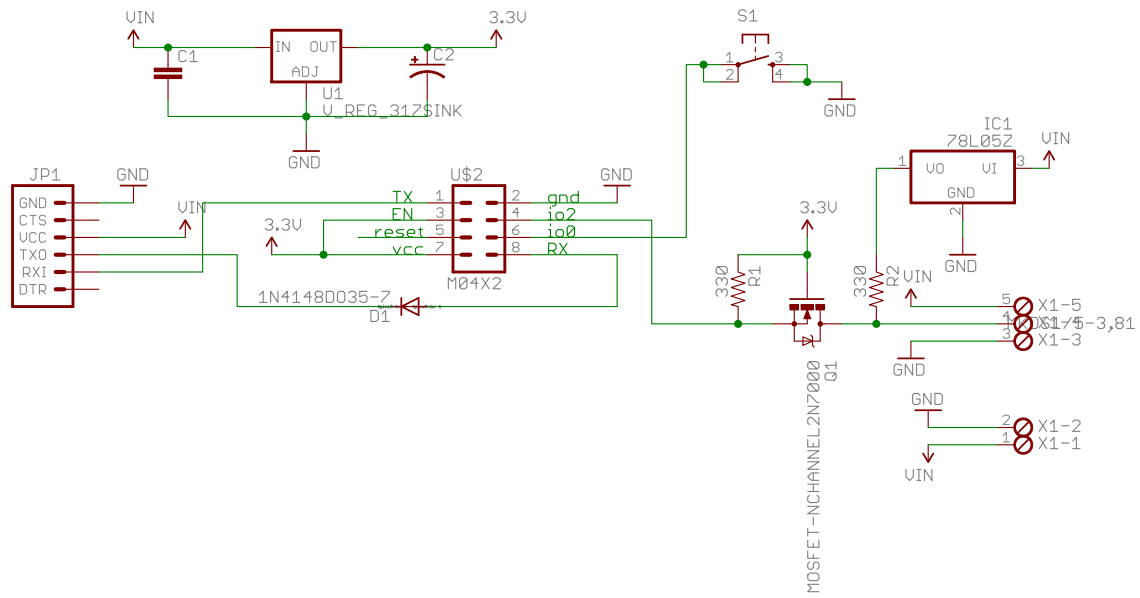 VIN
3.3V
S1
IN OUT
ADJ
C1
C2
U1
V_REG_317SINK
GND
1 3
2 4
GND
IC1
78L05Z
VIN
1 VO VI 3
GND
2
GND
JP1
GND
GND
CTS
VCC
TXO
RXI
DTR
VIN
U$2
TX 1 2 gnd
EN 3 4 io2
reset 5 6 io0
vcc 7 8 RX
M04X2
GND
3.3V
1N4148DO35-7
D1
3.3V
330
R1
330
R2
MOSFET-NCHANNEL2N7000
Q1
VIN
5 X1-5
4 X1-4
3 X1-3
GND
GND
2 X1-2
1 X1-1
VIN